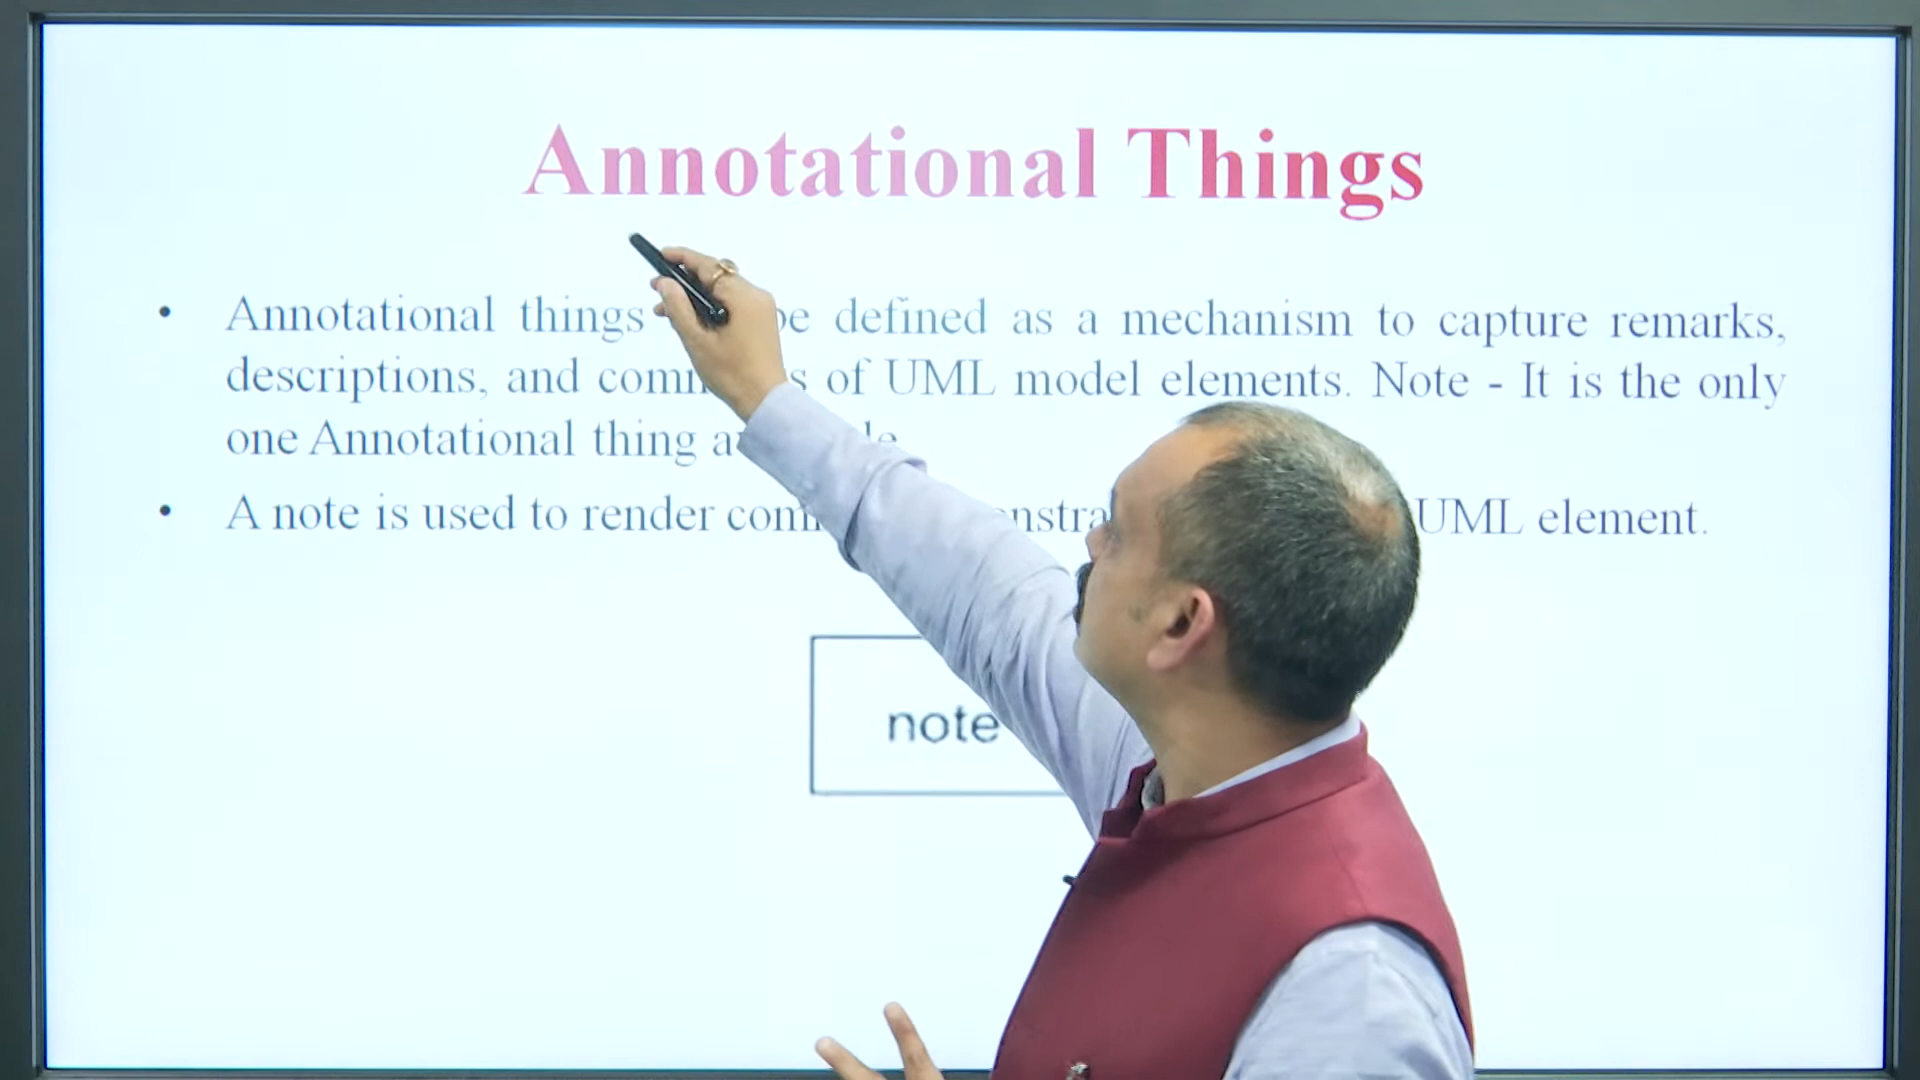 Annotational Things
• Annotational things be defined as a mechanism to capture remarks,
descriptions, and of UML model elements. Note - It is the only
one Annotational thing
• A note is used to render UML element.
note